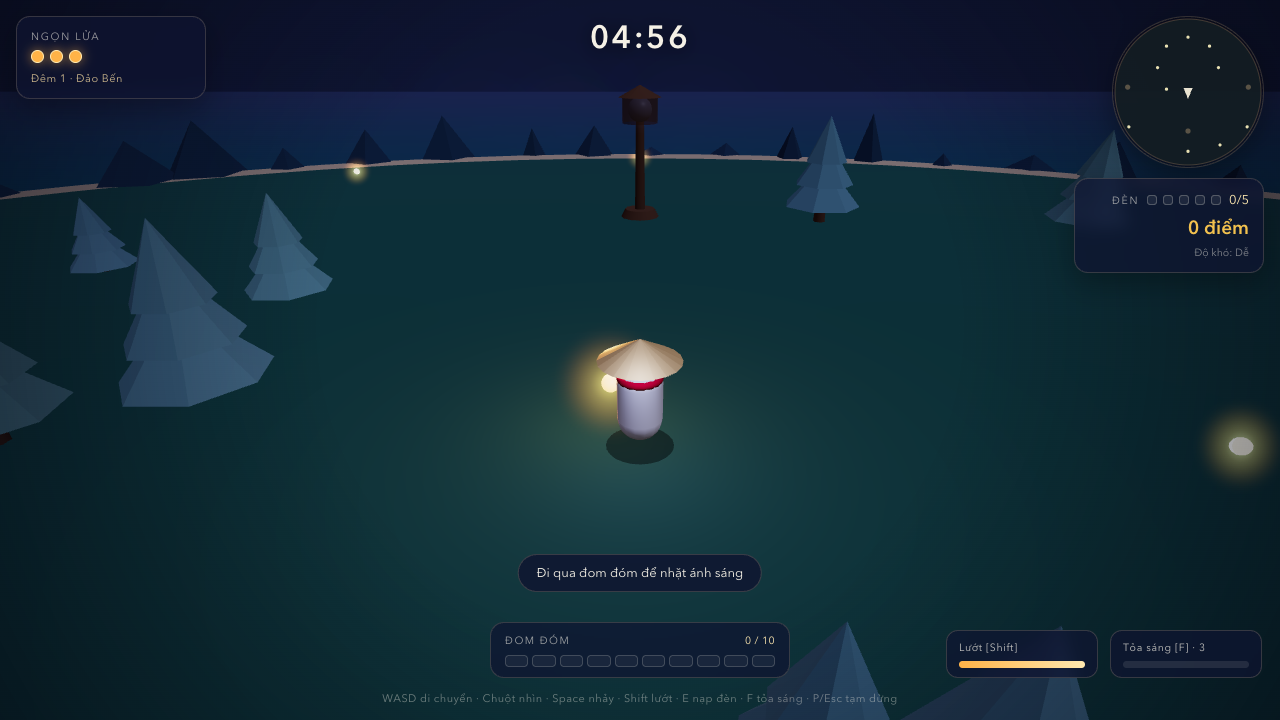 NGỌN LỬA
Đêm 1 · Đảo Bến
04:56
ĐÈN 0/5
0 điểm
Độ khó: Dễ
Đi qua đom đóm để nhặt ánh sáng
ĐOM ĐÓM 0 / 10
Lướt [Shift]
Tỏa sáng [F] · 3
WASD di chuyển · Chuột nhìn · Space nhảy · Shift lướt · E nạp đèn · F tỏa sáng · P/Esc tạm dừng